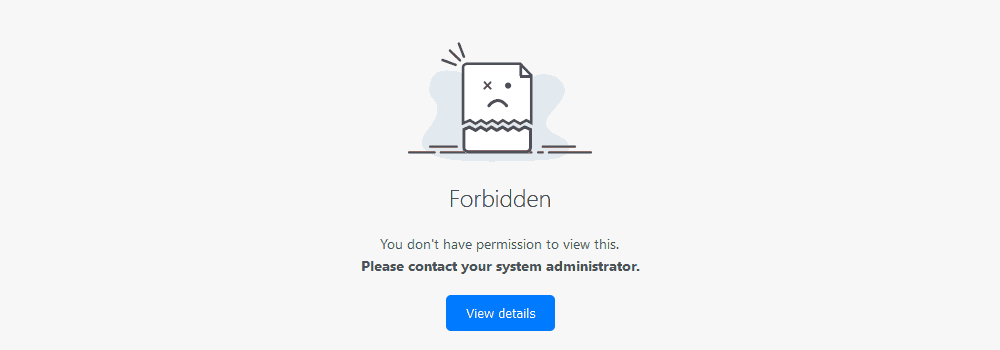 Forbidden
You don't have permission to view this.
Please contact your system administrator.
View details